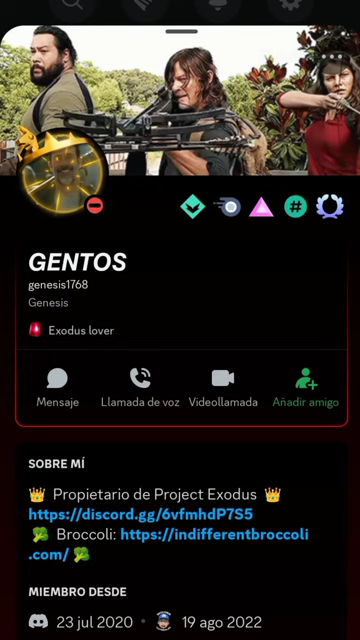 GENTOS
genesis1768
Genesis
🚨 Exodus lover
Mensaje Llamada de voz Videollamada Añadir amigo
SOBRE MÍ
👑 Propietario de Project Exodus 👑
https://discord.gg/6vfmhdP7S5
🥦 Broccoli: https://indifferentbroccoli
.com/ 🥦
MIEMBRO DESDE
23 jul 2020 • 19 ago 2022